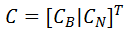 C = [C_B|C_N]^T